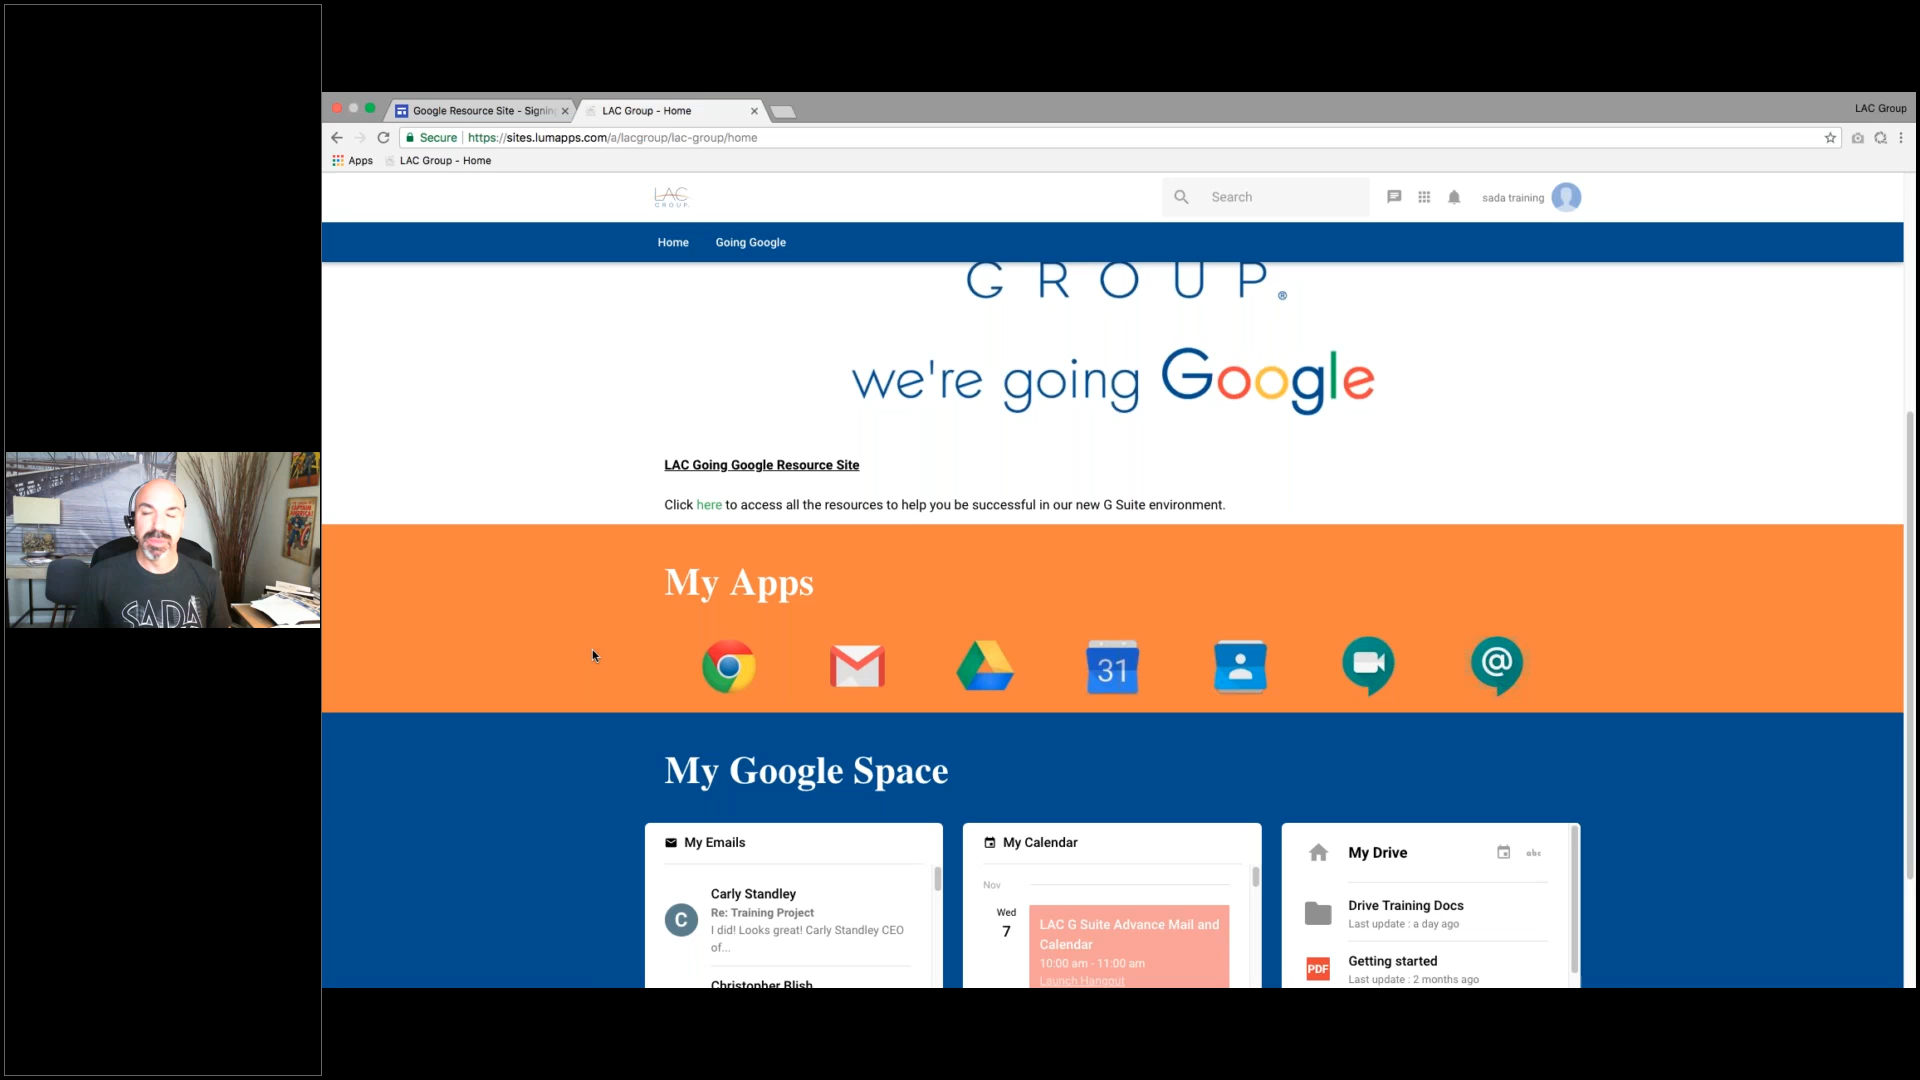 Google Resource Site - Signin
LAC Group - Home
LAC Group
Secure
https://sites.lumapps.com/a/lacgroup/lac-group/home
Apps
LAC Group - Home
LAC
GROUP.
Search
sada training
Home
Going Google
GROUP.®
we're going Google
LAC Going Google Resource Site
Click here to access all the resources to help you be successful in our new G Suite environment.
My Apps
31
@
My Google Space
My Emails
My Calendar
My Drive
abc
C
Carly Standley
Re: Training Project
I did! Looks great! Carly Standley CEO
of...
Christopher Blish
Nov
Wed
7
LAC G Suite Advance Mail and
Calendar
10:00 am - 11:00 am
Launch Hangout
Drive Training Docs
Last update : a day ago
PDF
Getting started
Last update : 2 months ago
SADA